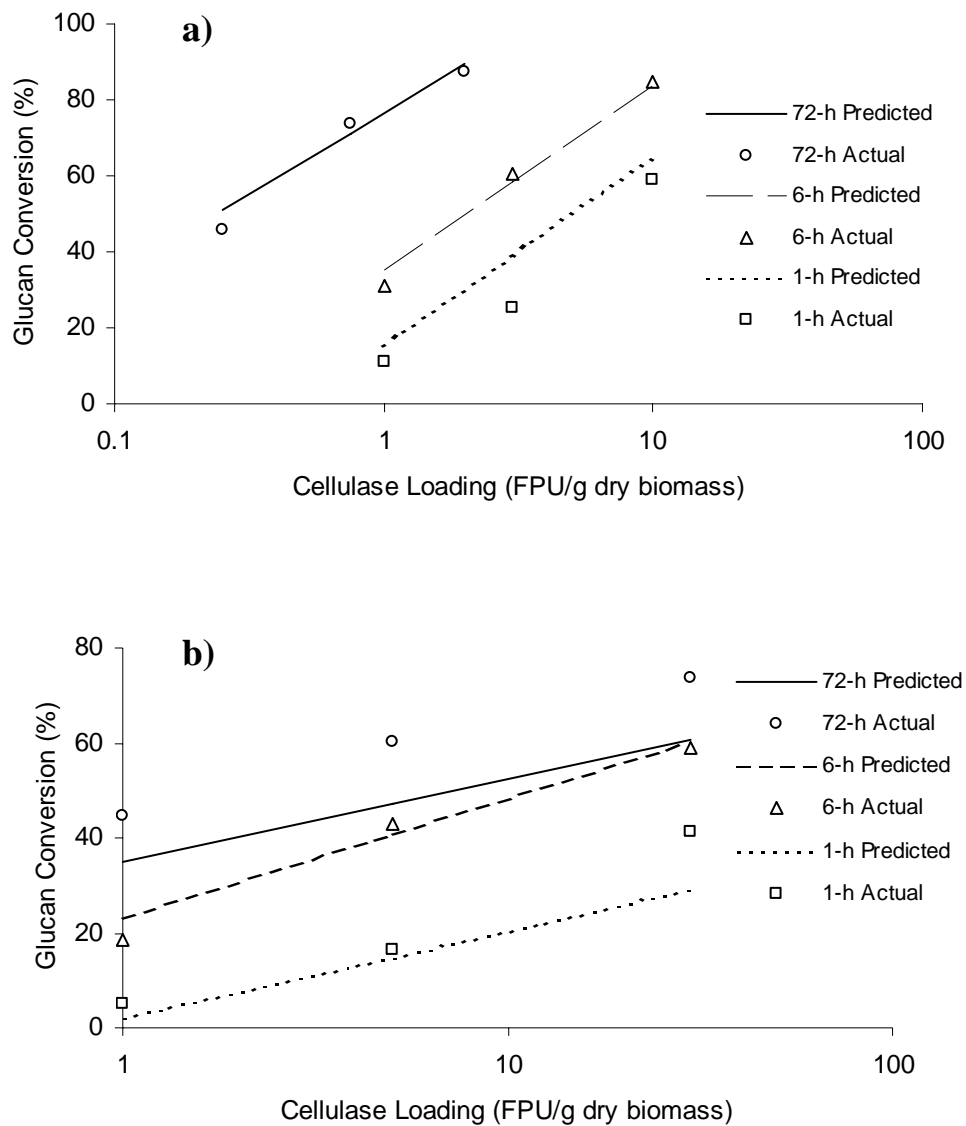 a)
100
80
60
40
20
0
Glucan Conversion (%)
0.1 1 10 100
Cellulase Loading (FPU/g dry biomass)
72-h Predicted
72-h Actual
6-h Predicted
6-h Actual
1-h Predicted
1-h Actual
b)
80
60
40
20
0
Glucan Conversion (%)
1 10 100
Cellulase Loading (FPU/g dry biomass)
72-h Predicted
72-h Actual
6-h Predicted
6-h Actual
1-h Predicted
1-h Actual